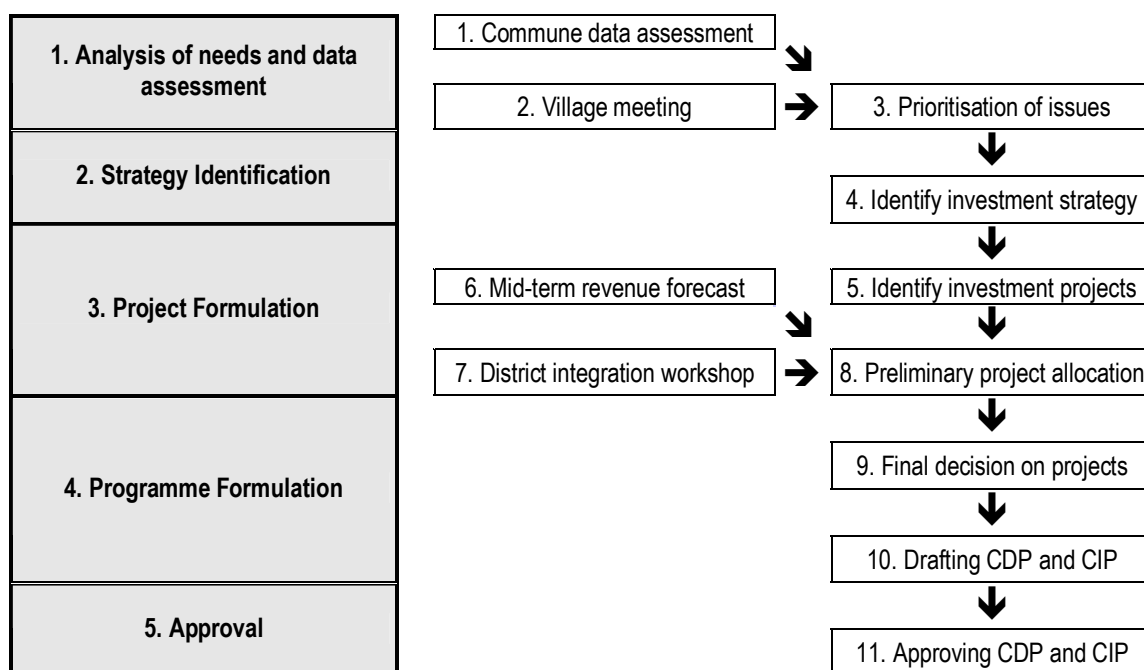 1. Analysis of needs and data
assessment
2. Strategy Identification
3. Project Formulation
4. Programme Formulation
5. Approval
1. Commune data assessment
2. Village meeting
3. Prioritisation of issues
4. Identify investment strategy
6. Mid-term revenue forecast
5. Identify investment projects
7. District integration workshop
8. Preliminary project allocation
9. Final decision on projects
10. Drafting CDP and CIP
11. Approving CDP and CIP